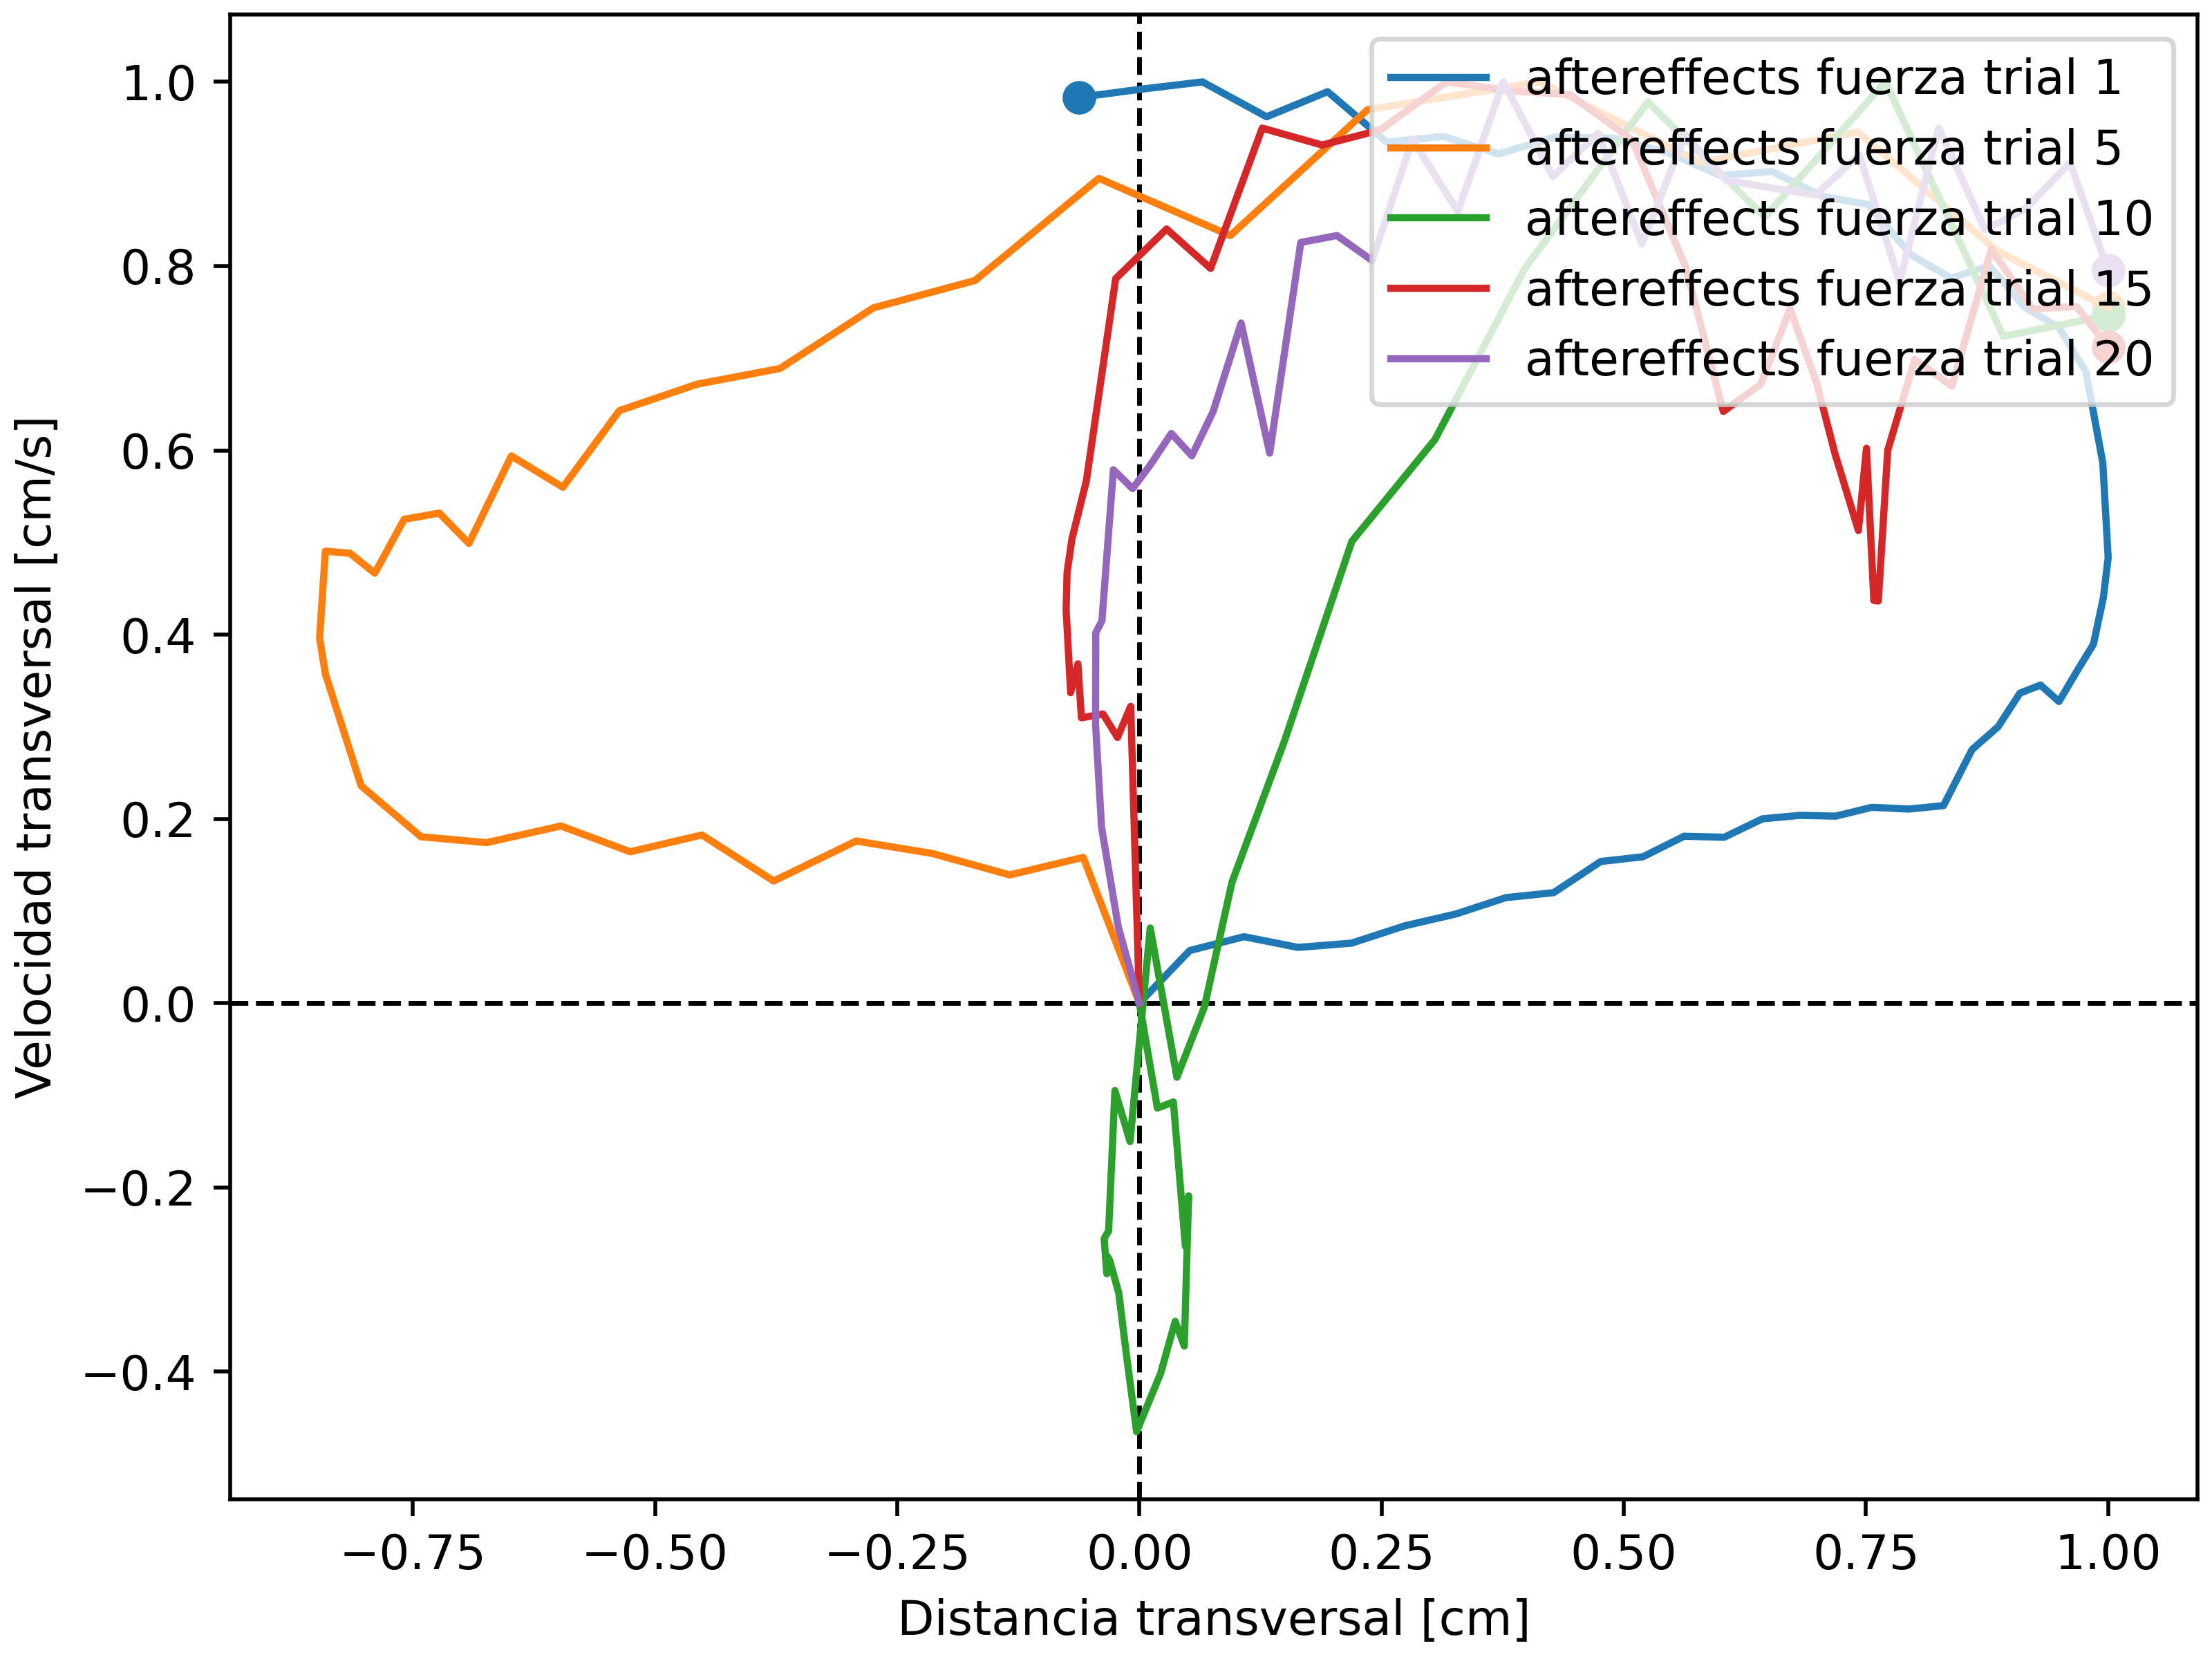 1.0
0.8
0.6
0.4
0.2
0.0
−0.2
−0.4
Velocidad transversal [cm/s]
aftereffects fuerza trial 1
aftereffects fuerza trial 5
aftereffects fuerza trial 10
aftereffects fuerza trial 15
aftereffects fuerza trial 20
−0.75 −0.50 −0.25 0.00 0.25 0.50 0.75 1.00
Distancia transversal [cm]